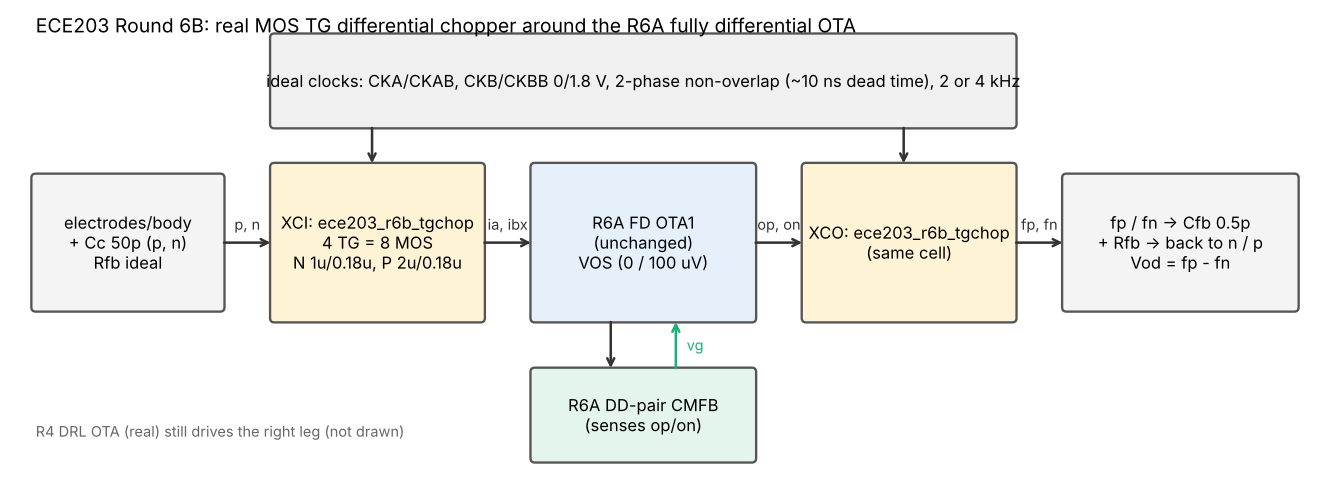 ECE203 Round 6B: real MOS TG differential chopper around the R6A fully differential OTA
ideal clocks: CKA/CKAB, CKB/CKBB 0/1.8 V, 2-phase non-overlap (~10 ns dead time), 2 or 4 kHz
electrodes/body
+ Cc 50p (p, n)
Rfb ideal
p, n
XCI: ece203_r6b_tgchop
4 TG = 8 MOS
N 1u/0.18u, P 2u/0.18u
ia, ibx
R6A FD OTA1
(unchanged)
VOS (0 / 100 uV)
op, on
XCO: ece203_r6b_tgchop
(same cell)
fp, fn
fp / fn → Cfb 0.5p
+ Rfb → back to n / p
Vod = fp - fn
vg
R6A DD-pair CMFB
(senses op/on)
R4 DRL OTA (real) still drives the right leg (not drawn)